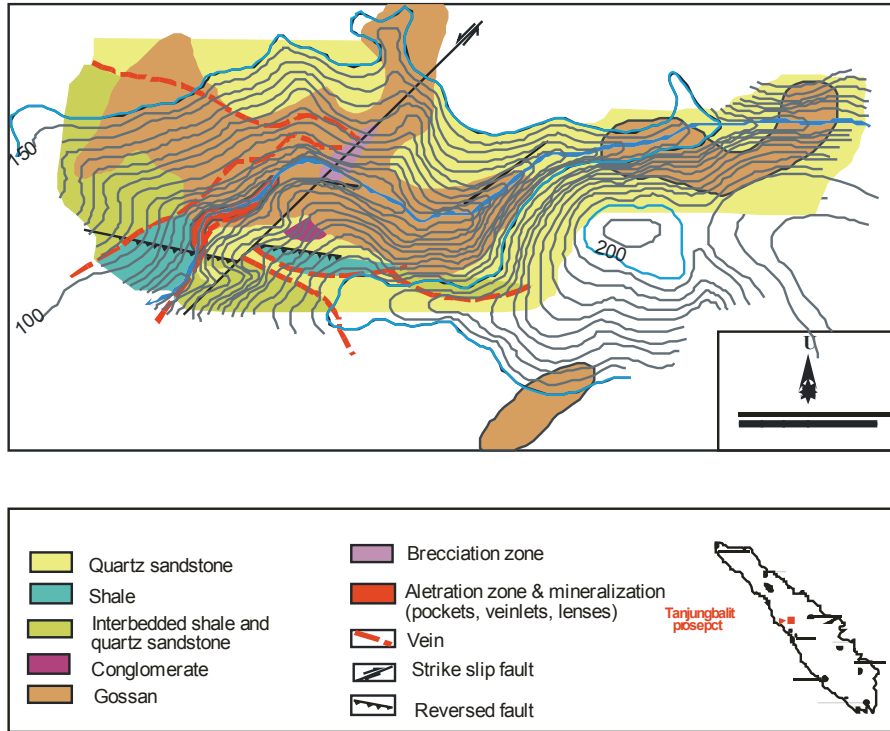 150
200
100
U
Quartz sandstone
Shale
Interbedded shale and
quartz sandstone
Conglomerate
Gossan
Brecciation zone
Aletration zone & mineralization
(pockets, veinlets, lenses)
Vein
Strike slip fault
Reversed fault
Tanjungbalit
prosepct